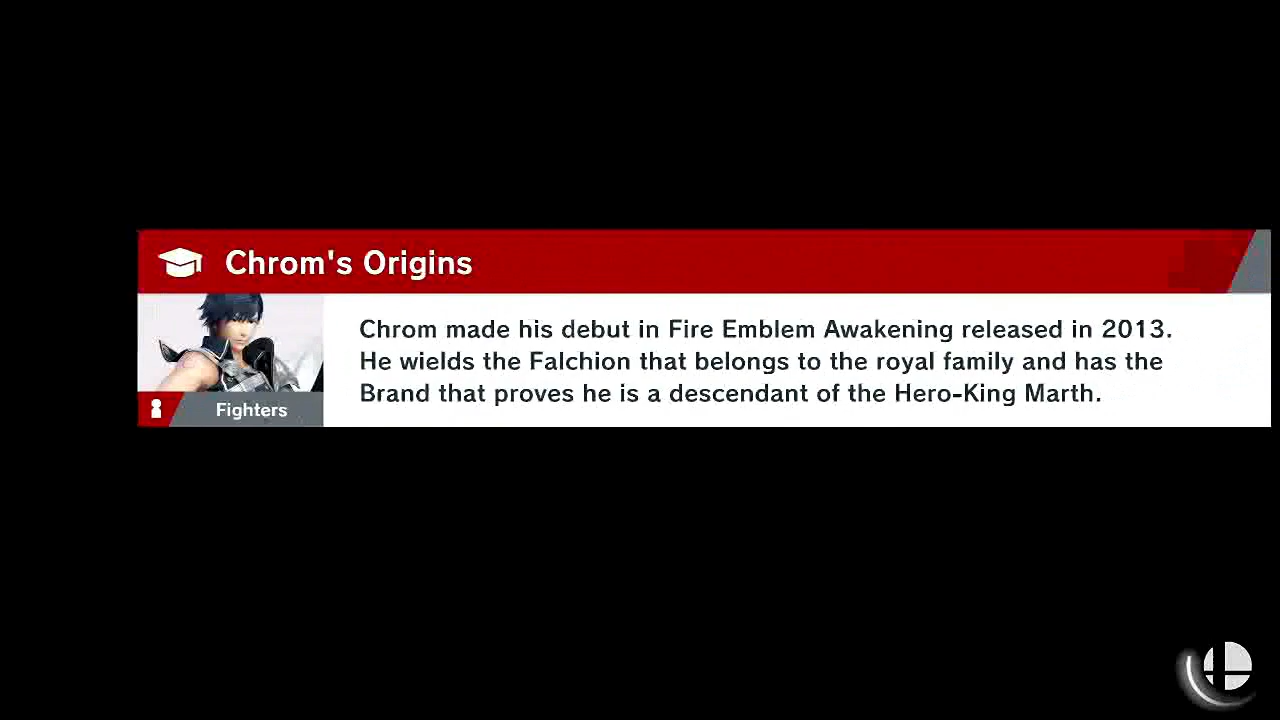 Chrom's Origins
Chrom made his debut in Fire Emblem Awakening released in 2013.
He wields the Falchion that belongs to the royal family and has the
Brand that proves he is a descendant of the Hero-King Marth.
Fighters